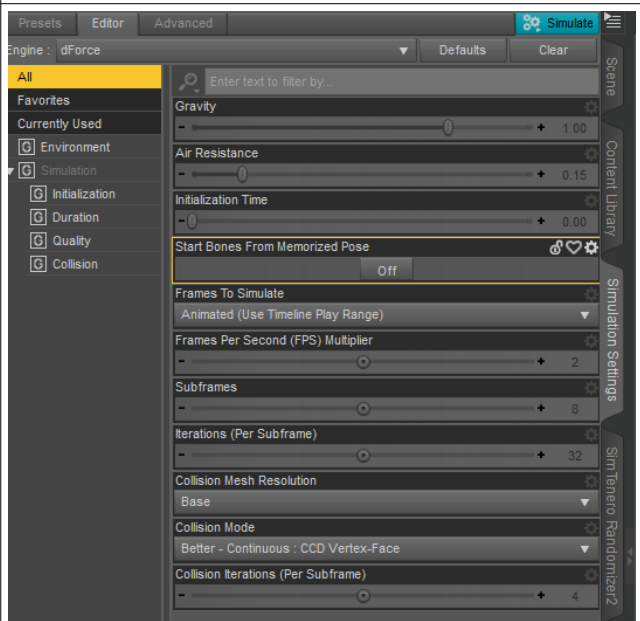 Presets Editor Advanced Simulate
Engine : dForce Defaults Clear
All
Favorites
Currently Used
G Environment
G Simulation
G Initialization
G Duration
G Quality
G Collision
Enter text to filter by...
Gravity
- + 1.00
Air Resistance
- + 0.15
Initialization Time
- + 0.00
Start Bones From Memorized Pose
Off
Frames To Simulate
Animated (Use Timeline Play Range)
Frames Per Second (FPS) Multiplier
- + 2
Subframes
- + 8
Iterations (Per Subframe)
- + 32
Collision Mesh Resolution
Base
Collision Mode
Better - Continuous : CCD Vertex-Face
Collision Iterations (Per Subframe)
- + 4
Scene
Content Library
Simulation Settings
SimTenero Randomizer2